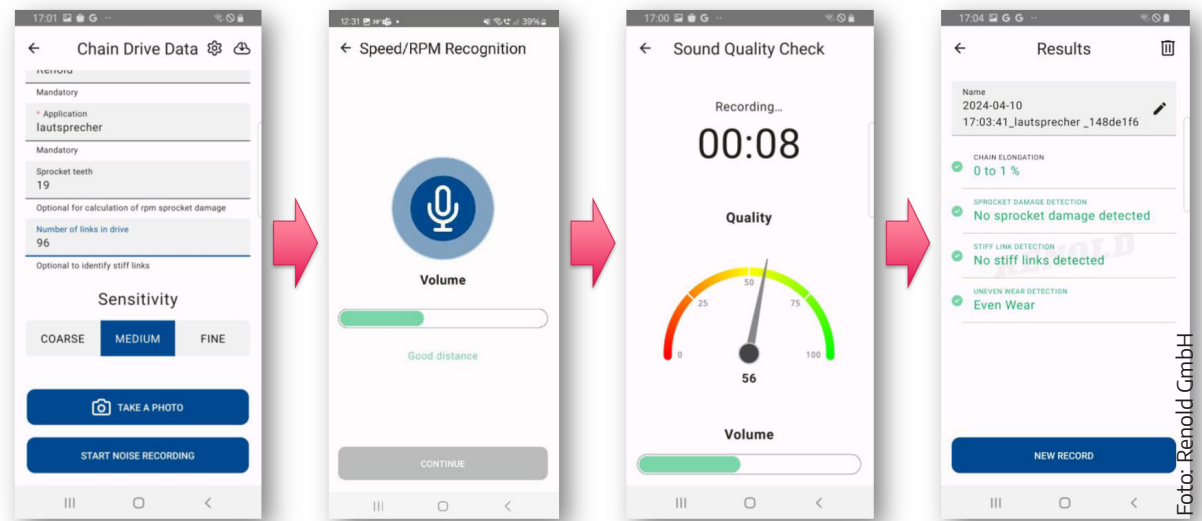 17:01 G
Chain Drive Data
Renold
Mandatory
* Application
lautsprecher
Mandatory
Sprocket teeth
19
Optional for calculation of rpm sprocket damage
Number of links in drive
96
Optional to identify stiff links
Sensitivity
COARSE MEDIUM FINE
TAKE A PHOTO
START NOISE RECORDING
12:31 39%
Speed/RPM Recognition
Volume
Good distance
CONTINUE
17:00 G
Sound Quality Check
Recording...
00:08
Quality
0 25 50 75 100
56
Volume
17:04 G G
Results
Name
2024-04-10
17:03:41_lautsprecher _148de1f6
CHAIN ELONGATION
0 to 1 %
SPROCKET DAMAGE DETECTION
No sprocket damage detected
STIFF LINK DETECTION
No stiff links detected
RENOLD
UNEVEN WEAR DETECTION
Even Wear
NEW RECORD
Foto: Renold GmbH